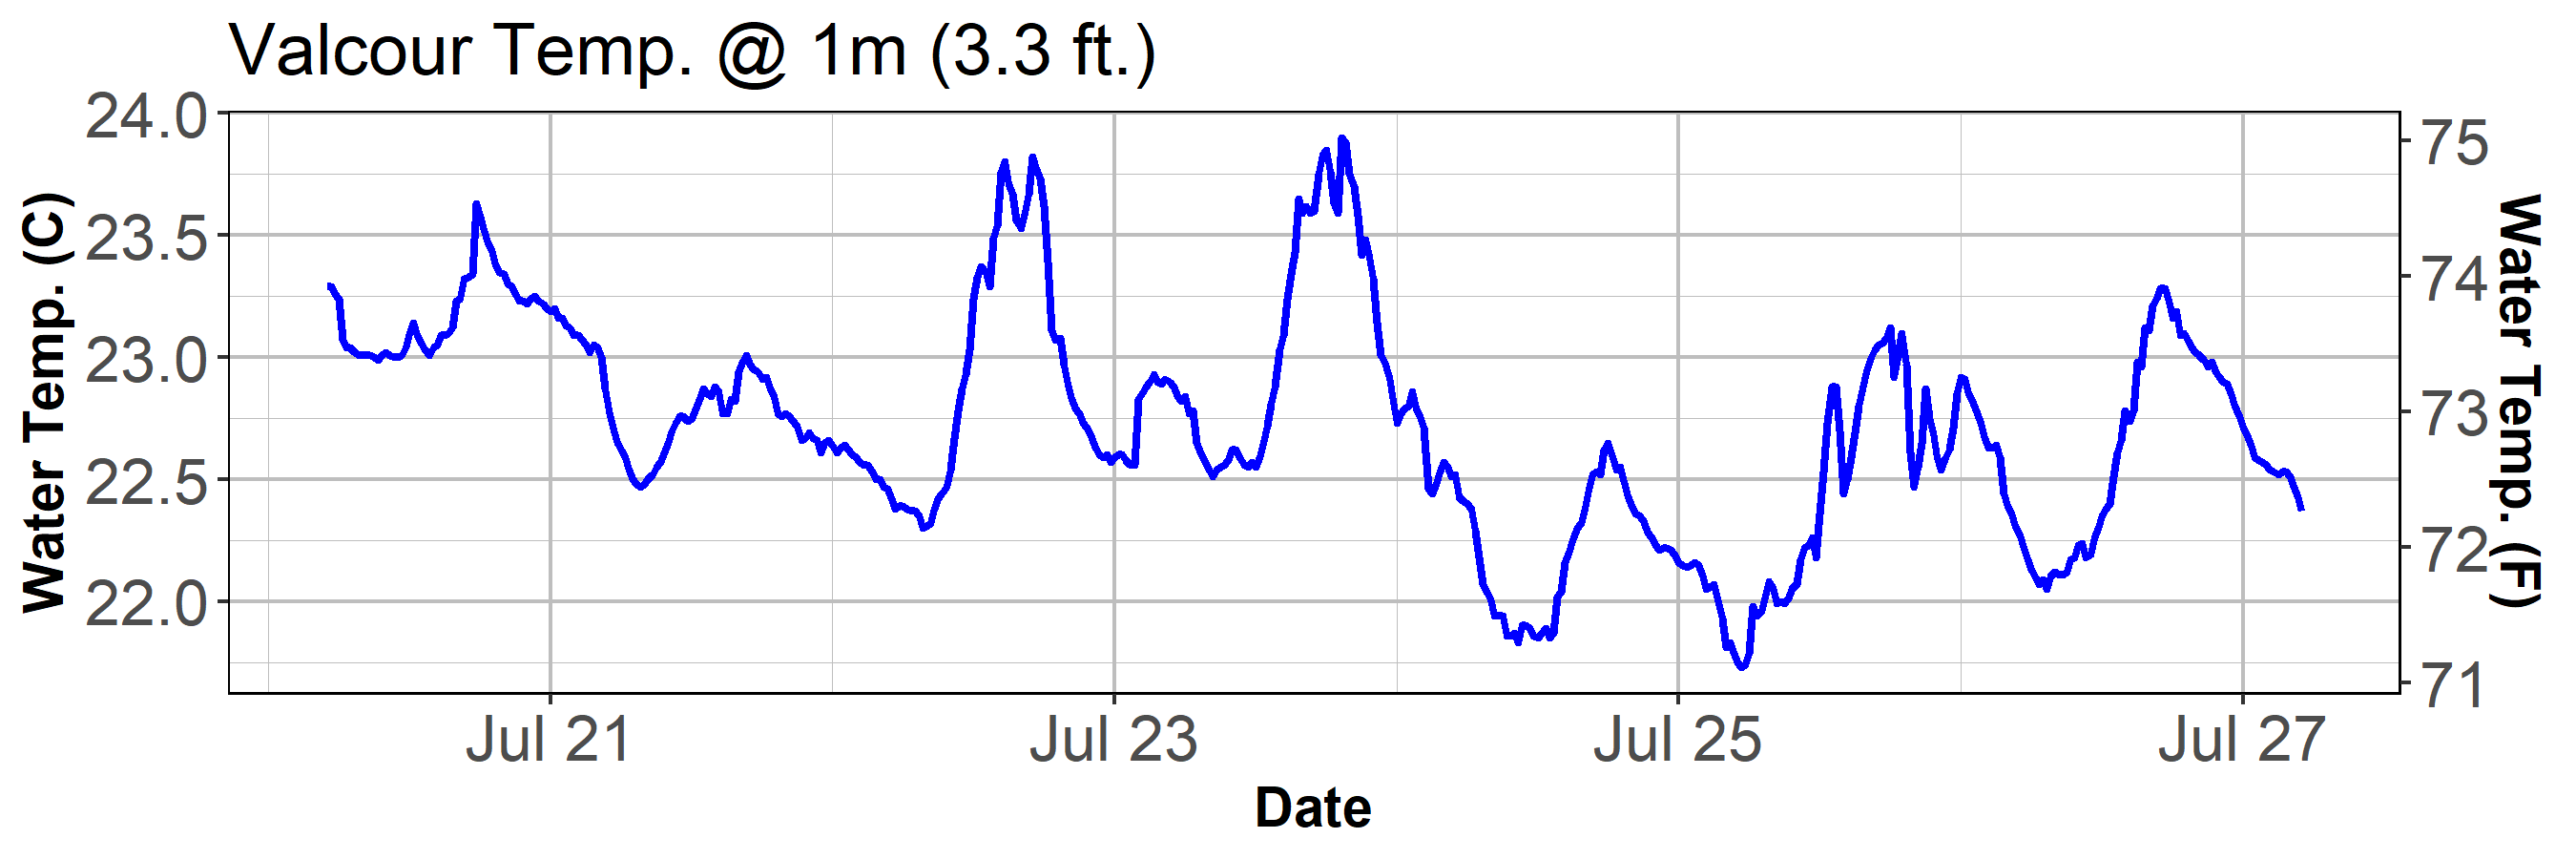 Valcour Temp. @ 1m (3.3 ft.)
Water Temp. (C)
24.0
23.5
23.0
22.5
22.0
75
74
73
72
71
Water Temp. (F)
Jul 21
Jul 23
Jul 25
Jul 27
Date